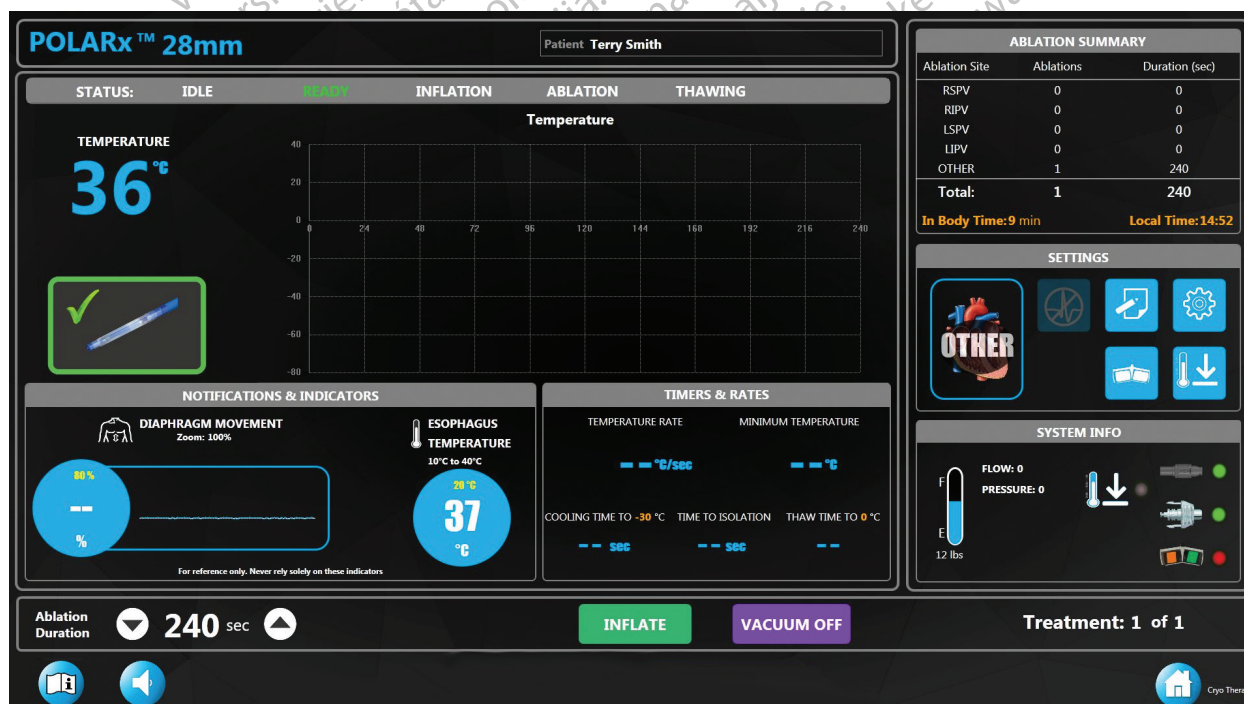 POLARx™ 28mm
Patient Terry Smith
STATUS: IDLE READY INFLATION ABLATION THAWING
TEMPERATURE
36 °C
Temperature
40
20
0
-20
-40
-60
-80
0 24 48 72 96 120 144 168 192 216 240
NOTIFICATIONS & INDICATORS
DIAPHRAGM MOVEMENT
Zoom: 100%
80 %
--
%
ESOPHAGUS
TEMPERATURE
10°C to 40°C
20 °C
37
°C
For reference only. Never rely solely on these indicators
TIMERS & RATES
TEMPERATURE RATE MINIMUM TEMPERATURE
-- °C/sec -- °C
COOLING TIME TO -30 °C TIME TO ISOLATION THAW TIME TO 0 °C
-- sec -- sec --
ABLATION SUMMARY
Ablation Site Ablations Duration (sec)
RSPV 0 0
RIPV 0 0
LSPV 0 0
LIPV 0 0
OTHER 1 240
Total: 1 240
In Body Time: 9 min Local Time: 14:52
SETTINGS
OTHER
SYSTEM INFO
F
E
12 lbs
FLOW: 0
PRESSURE: 0
Ablation
Duration
240 sec
INFLATE
VACUUM OFF
Treatment: 1 of 1
Cryo Thera